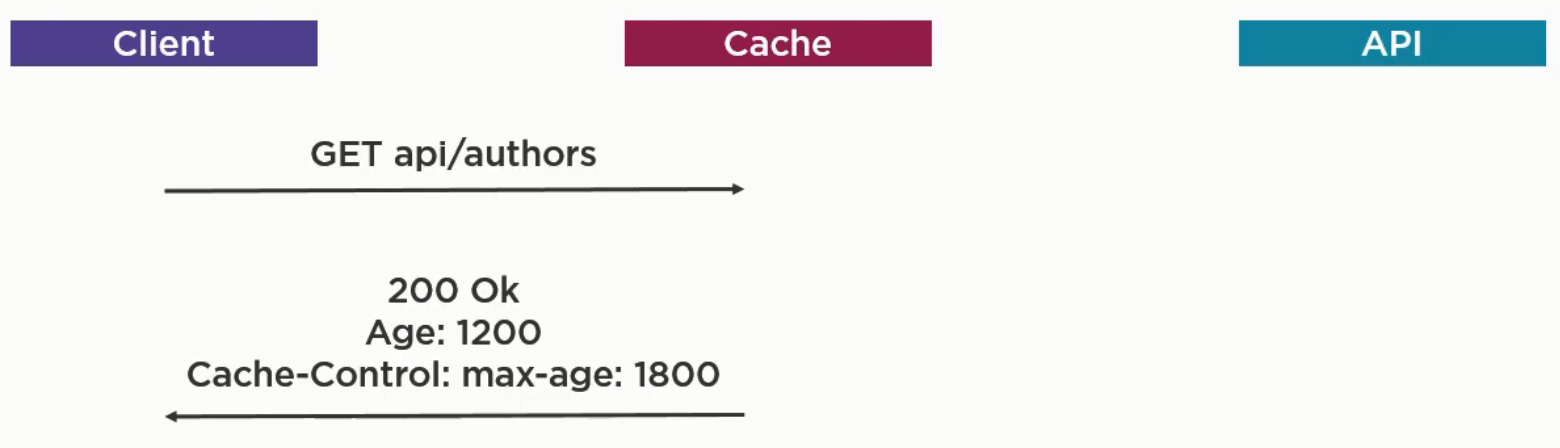 Client
Cache
API
GET api/authors
200 Ok
Age: 1200
Cache-Control: max-age: 1800